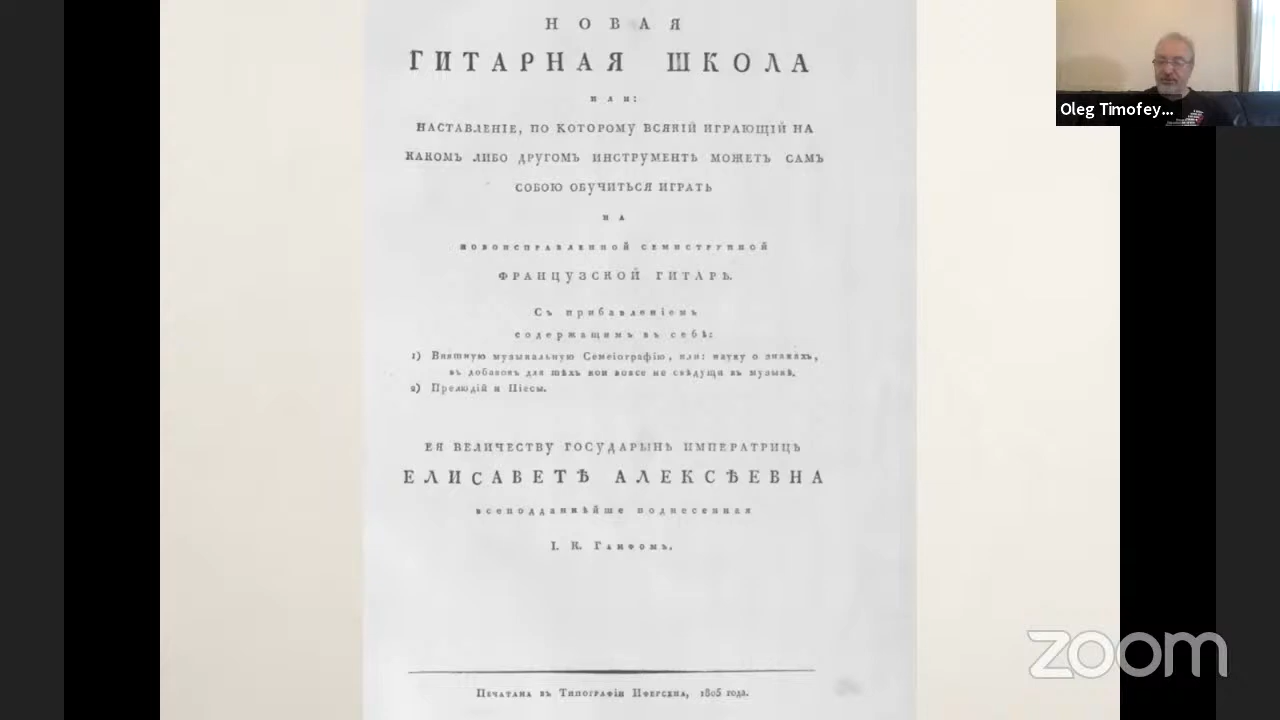 НОВАЯ
ГИТАРНАЯ ШКОЛА
или:
НАСТАВЛЕНІЕ, ПО КОТОРОМУ ВСЯКІЙ ИГРАЮЩІЙ НА
КАКОМЪ ЛИБО ДРУГОМЪ ИНСТРУМЕНТѢ МОЖЕТЪ САМЪ
СОБОЮ ОБУЧИТЬСЯ ИГРАТЬ
НА
новоисправленной семиструнной
ФРАНЦУЗСКОЙ ГИТАРѢ.
Съ прибавленіемъ
содержащимъ въ себѣ:
1) Внятную музыкальную Семеіографію, или: науку о знакахъ,
въ добавокъ для тѣхъ кои вовсе не свѣдущи въ музыкѣ.
2) Прелюдій и Піесы.
ЕЯ ВЕЛИЧЕСТВУ ГОСУДАРЫНѢ ИМПЕРАТРИЦѢ
ЕЛИСАВЕТѢ АЛЕКСѢЕВНА
всеподданнѣйше поднесенная
І. К. Гаифомъ.
Печатана въ Типографіи Иферсена, 1805 года.
Oleg Timofey...
zoom